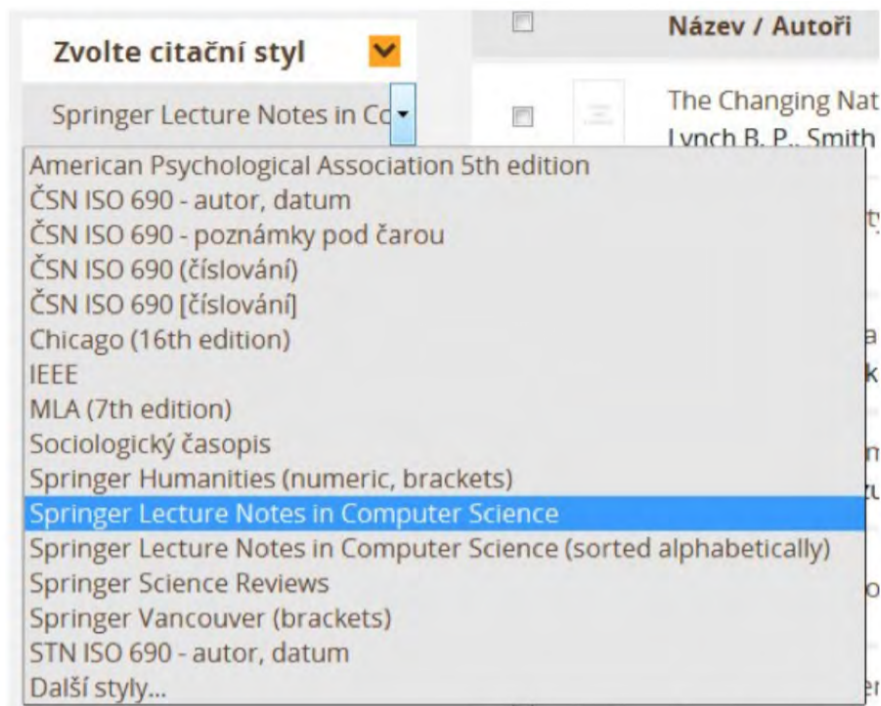 Zvolte citační styl
Název / Autoři
Springer Lecture Notes in Co
The Changing Nat
Lynch B. P., Smith
American Psychological Association 5th edition
ČSN ISO 690 - autor, datum
ČSN ISO 690 - poznámky pod čarou
ČSN ISO 690 (číslování)
ČSN ISO 690 [číslování]
Chicago (16th edition)
IEEE
MLA (7th edition)
Sociologický časopis
Springer Humanities (numeric, brackets)
Springer Lecture Notes in Computer Science
Springer Lecture Notes in Computer Science (sorted alphabetically)
Springer Science Reviews
Springer Vancouver (brackets)
STN ISO 690 - autor, datum
Další styly...